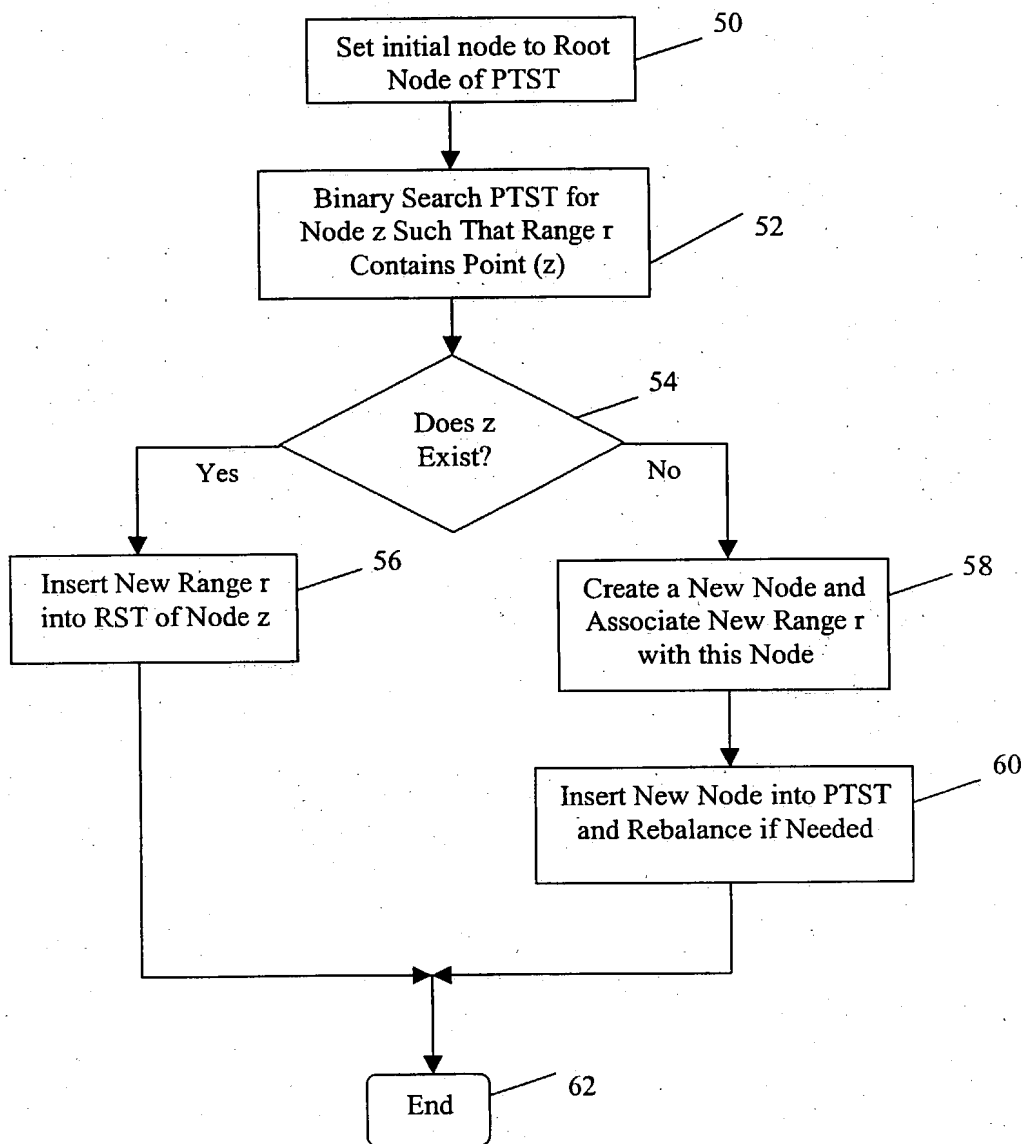 50
Set initial node to Root
Node of PTST
Binary Search PTST for
Node z Such That Range r
Contains Point (z)
52
54
Does z
Exist?
Yes
No
Insert New Range r
into RST of Node z
56
58
Create a New Node and
Associate New Range r
with this Node
60
Insert New Node into PTST
and Rebalance if Needed
End
62